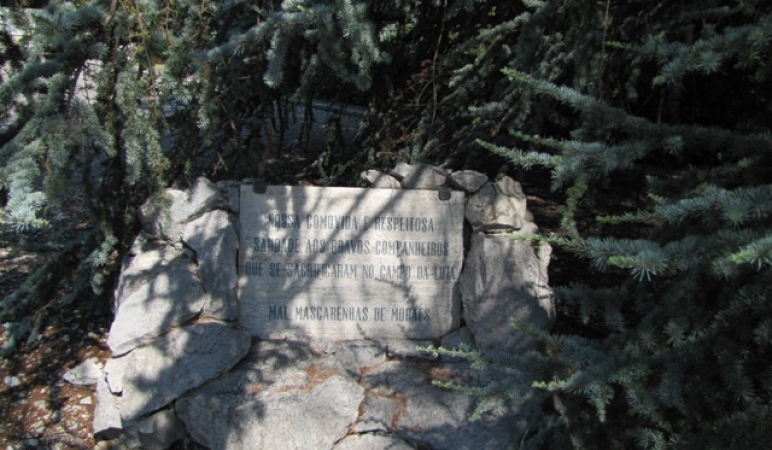 NOSSA COMOVIDA E RESPEITOSA
SAUDADE AOS BRAVOS COMPANHEIROS
QUE SE SACRIFICARAM NO CAMPO DA LUTA
MAL MASCARENHAS DE MORAES